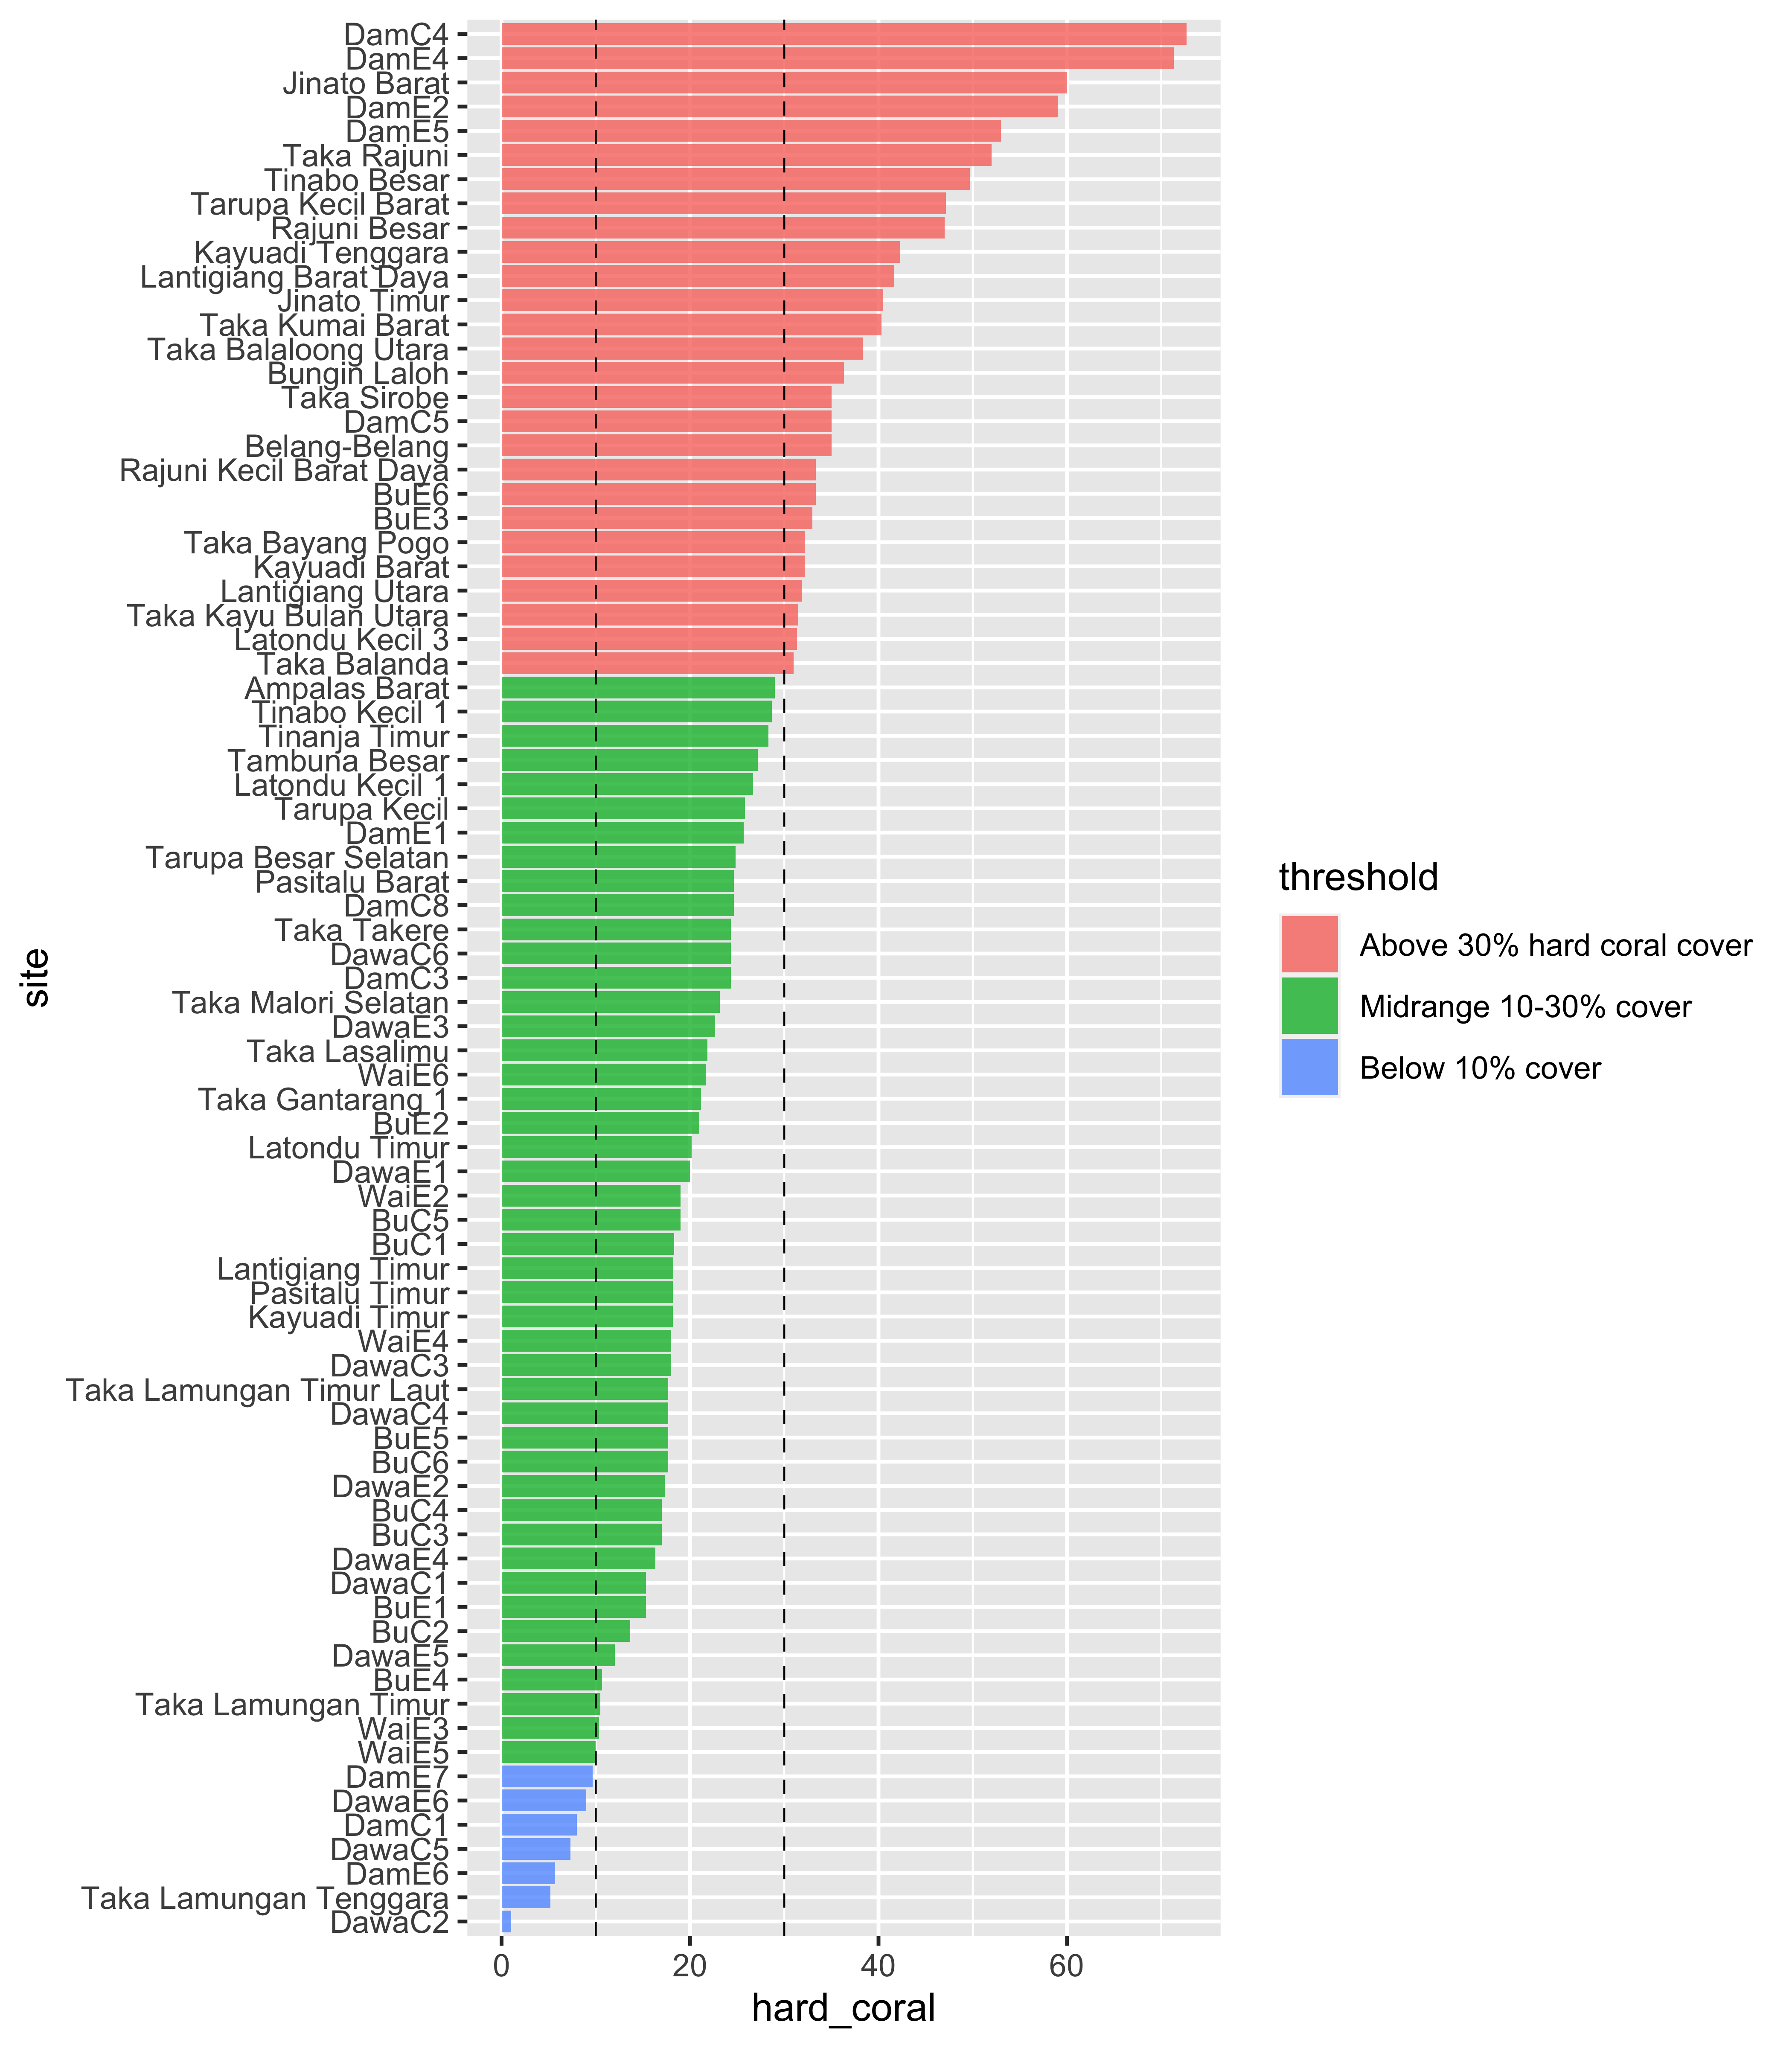 DamC4
DamE4
Jinato Barat
DamE2
DamE5
Taka Rajuni
Tinabo Besar
Tarupa Kecil Barat
Rajuni Besar
Kayuadi Tenggara
Lantigiang Barat Daya
Jinato Timur
Taka Kumai Barat
Taka Balaloong Utara
Bungin Laloh
Taka Sirobe
DamC5
Belang-Belang
Rajuni Kecil Barat Daya
BuE6
BuE3
Taka Bayang Pogo
Kayuadi Barat
Lantigiang Utara
Taka Kayu Bulan Utara
Latondu Kecil 3
Taka Balanda
Ampalas Barat
Tinabo Kecil 1
Tinanja Timur
Tambuna Besar
Latondu Kecil 1
Tarupa Kecil
DamE1
Tarupa Besar Selatan
Pasitalu Barat
DamC8
Taka Takere
DawaC6
DamC3
Taka Malori Selatan
DawaE3
Taka Lasalimu
WaiE6
Taka Gantarang 1
BuE2
Latondu Timur
DawaE1
WaiE2
BuC5
BuC1
Lantigiang Timur
Pasitalu Timur
Kayuadi Timur
WaiE4
DawaC3
Taka Lamungan Timur Laut
DawaC4
BuE5
BuC6
DawaE2
BuC4
BuC3
DawaE4
DawaC1
BuE1
BuC2
DawaE5
BuE4
Taka Lamungan Timur
WaiE3
WaiE5
DamE7
DawaE6
DamC1
DawaC5
DamE6
Taka Lamungan Tenggara
DawaC2
site
0 20 40 60
hard_coral
threshold
Above 30% hard coral cover
Midrange 10-30% cover
Below 10% cover